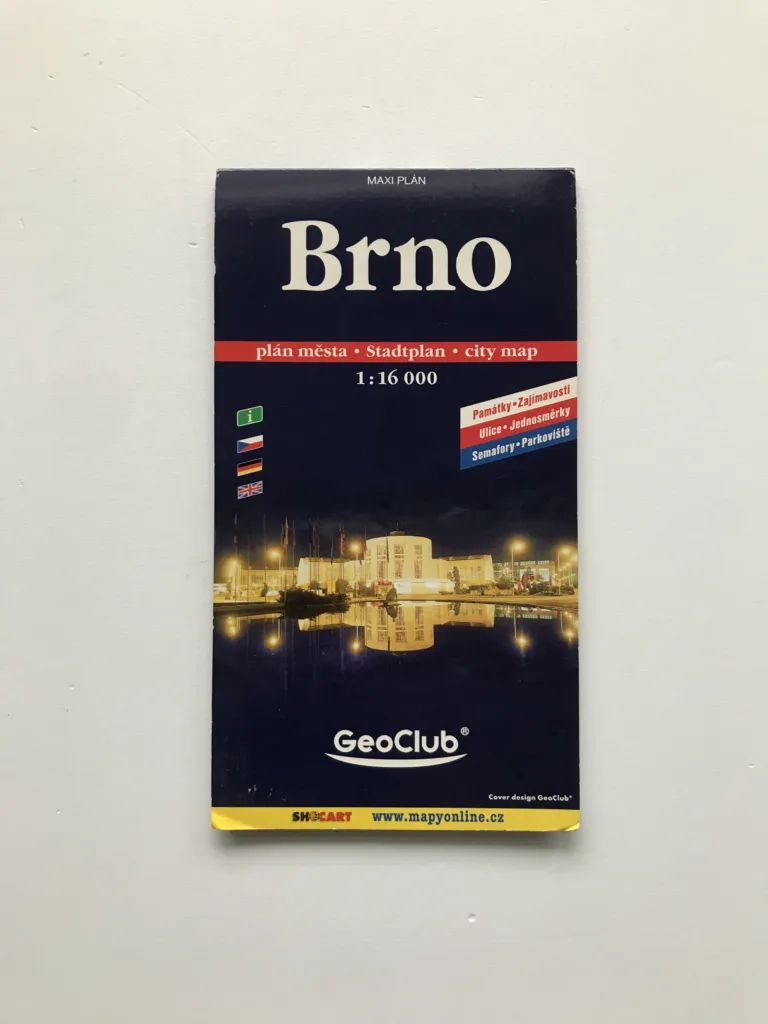 MAXI PLÁN
Brno
plán města • Stadtplan • city map
1:16 000
i
Památky • Zajímavosti
Ulice • Jednosměrky
Semafory • Parkoviště
GeoClub®
Cover design GeoClub®
SHOCART www.mapyonline.cz